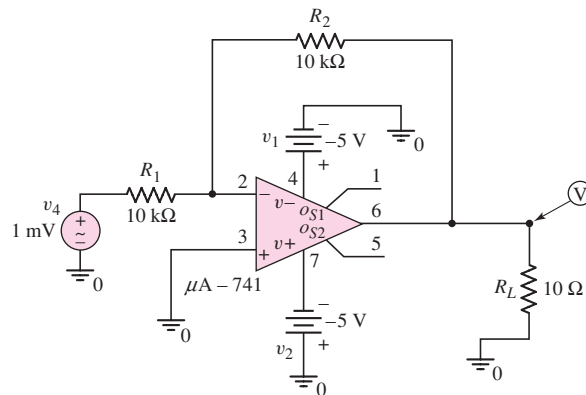 R2
10 kΩ
−
v1
−5 V
+
0
R1
10 kΩ
v4
1 mV
+
~
−
0
2
4
1
−
v−
oS1
6
oS2
3
v+
5
+
7
μA – 741
0
−
−5 V
v2
+
0
V
RL
10 Ω
0